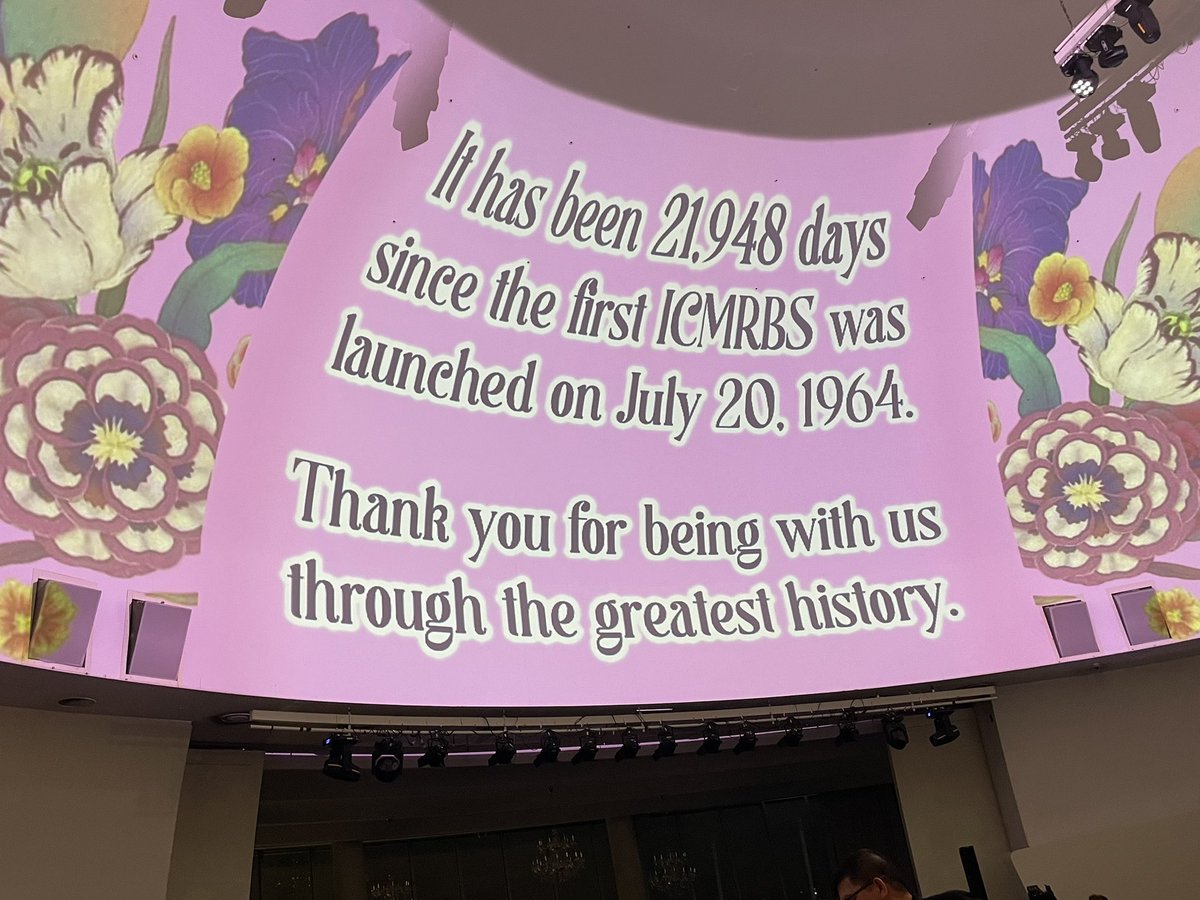 It has been 21,948 days
since the first ICMRBS was
launched on July 20, 1964.
Thank you for being with us
through the greatest history.